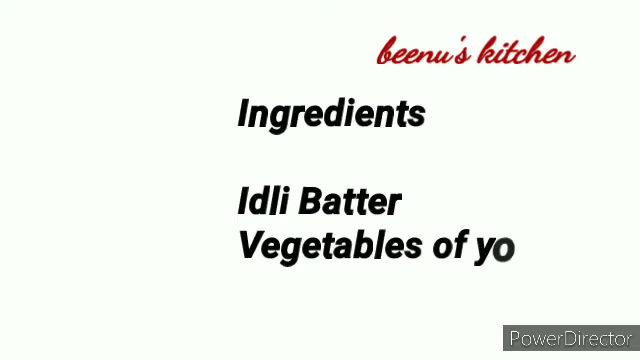 beenu's kitchen
Ingredients
Idli Batter
Vegetables of yo
PowerDirector